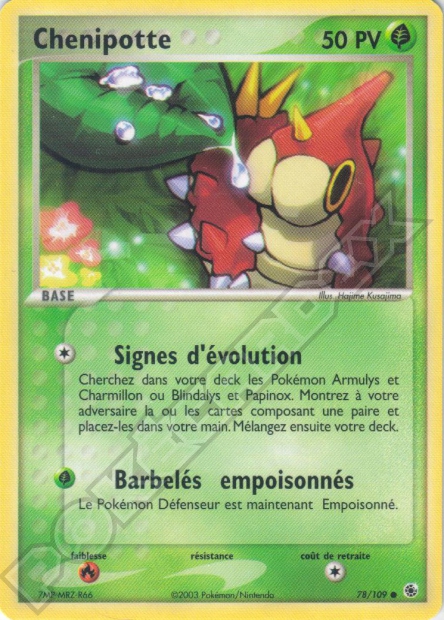 Chenipotte 50 PV
BASE
Illus. Hajime Kusajima
Signes d'évolution
Cherchez dans votre deck les Pokémon Armulys et
Charmillon ou Blindalys et Papinox. Montrez à votre
adversaire la ou les cartes composant une paire et
placez-les dans votre main. Mélangez ensuite votre deck.
Barbelés empoisonnés
Le Pokémon Défenseur est maintenant Empoisonné.
faiblesse résistance coût de retraite
7MP-MRZ-R66 ©2003 Pokémon/Nintendo 78/109